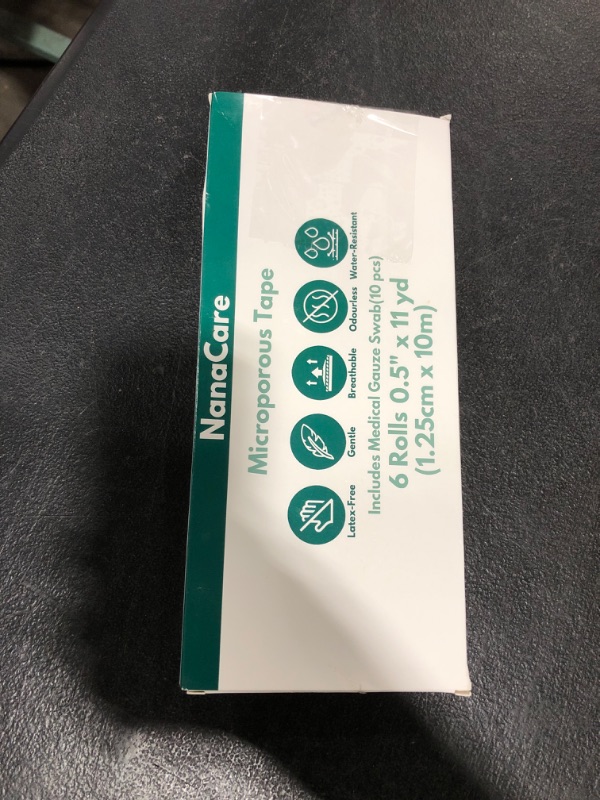 NanaCare
Microporous Tape
Latex-Free Gentle Breathable Odourless Water-Resistant
Includes Medical Gauze Swab(10 pcs)
6 Rolls 0.5" x 11 yd
(1.25cm x 10m)